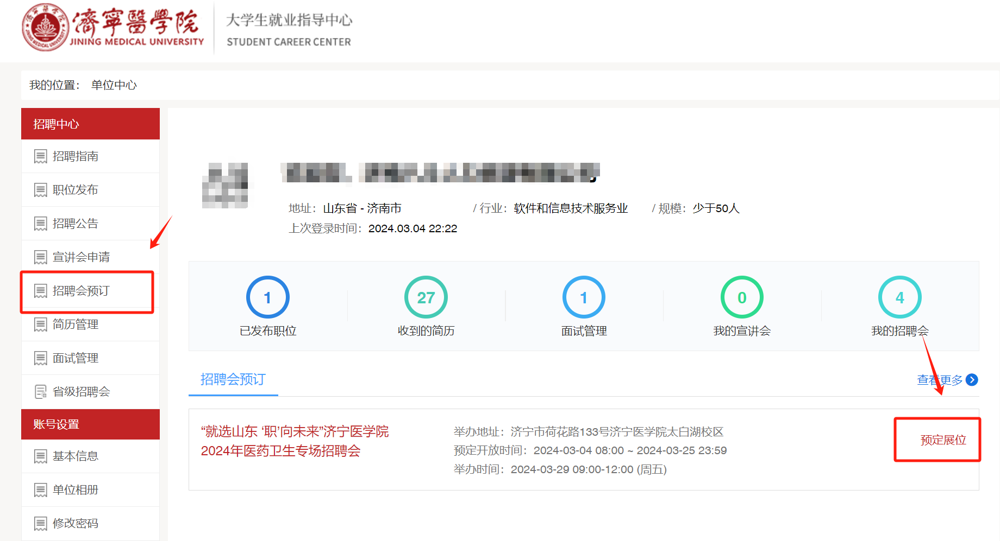 濟寧醫學院
JINING MEDICAL UNIVERSITY
大学生就业指导中心
STUDENT CAREER CENTER
我的位置： 单位中心
招聘中心
招聘指南
职位发布
招聘公告
宣讲会申请
招聘会预订
简历管理
面试管理
省级招聘会
账号设置
基本信息
单位相册
修改密码
地址：山东省 - 济南市 / 行业：软件和信息技术服务业 / 规模：少于50人
上次登录时间：2024.03.04 22:22
1 27 1 0 4
已发布职位 收到的简历 面试管理 我的宣讲会 我的招聘会
招聘会预订 查看更多
“就选山东 ‘职’向未来”济宁医学院
2024年医药卫生专场招聘会
举办地址：济宁市荷花路133号济宁医学院太白湖校区
预定开放时间：2024-03-04 08:00 ~ 2024-03-25 23:59
举办时间：2024-03-29 09:00-12:00 (周五)
预定展位